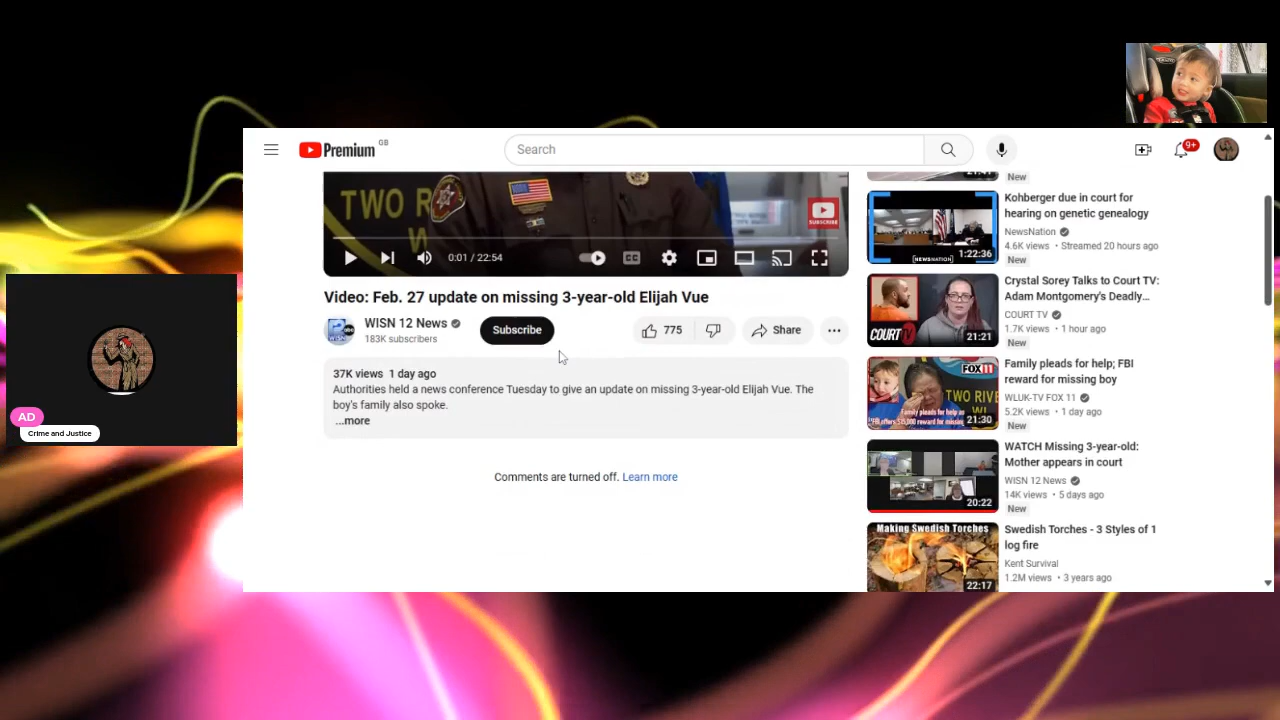 Premium GB
Search
9+
TWO R
SUBSCRIBE
0:01 / 22:54
CC
Video: Feb. 27 update on missing 3-year-old Elijah Vue
WISN 12 News
183K subscribers
Subscribe
775
Share
37K views 1 day ago
Authorities held a news conference Tuesday to give an update on missing 3-year-old Elijah Vue. The
boy's family also spoke.
...more
Comments are turned off. Learn more
New
NEWSNATION
1:22:36
Kohberger due in court for
hearing on genetic genealogy
NewsNation
4.6K views • Streamed 20 hours ago
New
COURT TV
21:21
Crystal Sorey Talks to Court TV:
Adam Montgomery's Deadly…
COURT TV
1.7K views • 1 hour ago
New
FOX 11
TWO RIV
21:30
Family pleads for help; FBI
reward for missing boy
WLUK-TV FOX 11
5.2K views • 1 day ago
New
20:22
WATCH Missing 3-year-old:
Mother appears in court
WISN 12 News
14K views • 5 days ago
New
Making Swedish Torches
22:17
Swedish Torches - 3 Styles of 1
log fire
Kent Survival
1.2M views • 3 years ago
AD
Crime and Justice